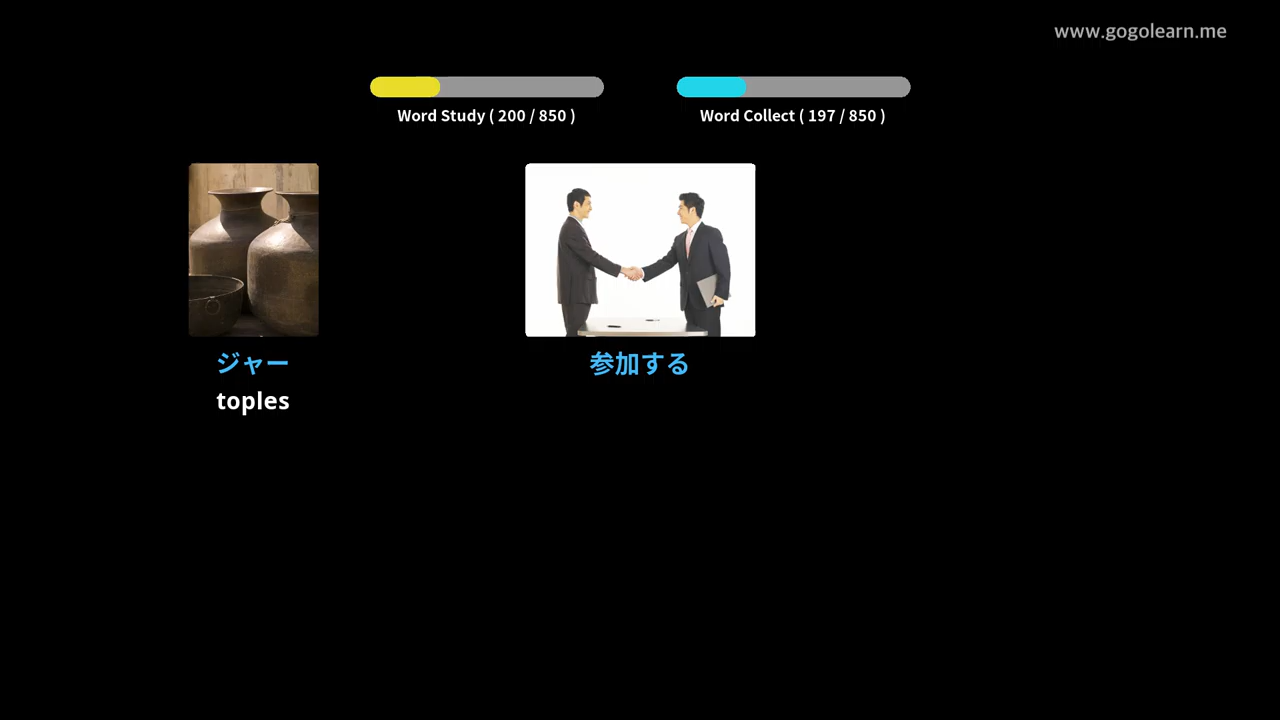 www.gogolearn.me
Word Study ( 200 / 850 )
Word Collect ( 197 / 850 )
ジャー
toples
参加する